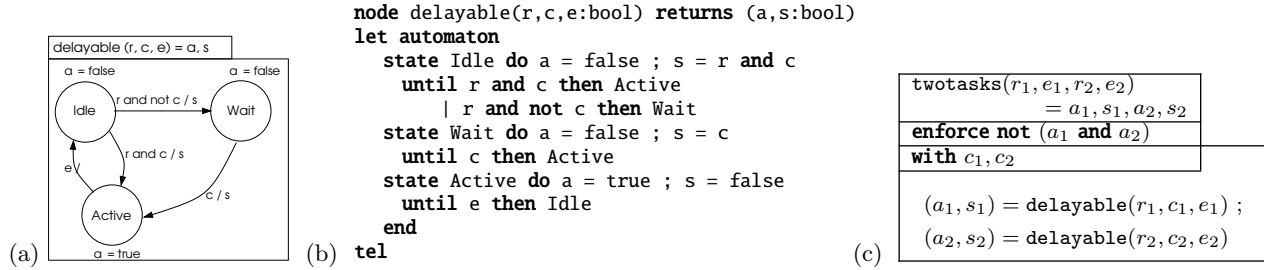 delayable (r, c, e) = a, s
a = false
a = false
Idle
r and not c / s
Wait
r and c / s
e /
c / s
Active
a = true
(a)
node delayable(r,c,e:bool) returns (a,s:bool)
let automaton
state Idle do a = false ; s = r and c
until r and c then Active
| r and not c then Wait
state Wait do a = false ; s = c
until c then Active
state Active do a = true ; s = false
until e then Idle
end
tel
(b)
twotasks(r₁, e₁, r₂, e₂)
= a₁, s₁, a₂, s₂
enforce not (a₁ and a₂)
with c₁, c₂
(a₁, s₁) = delayable(r₁, c₁, e₁) ;
(a₂, s₂) = delayable(r₂, c₂, e₂)
(c)